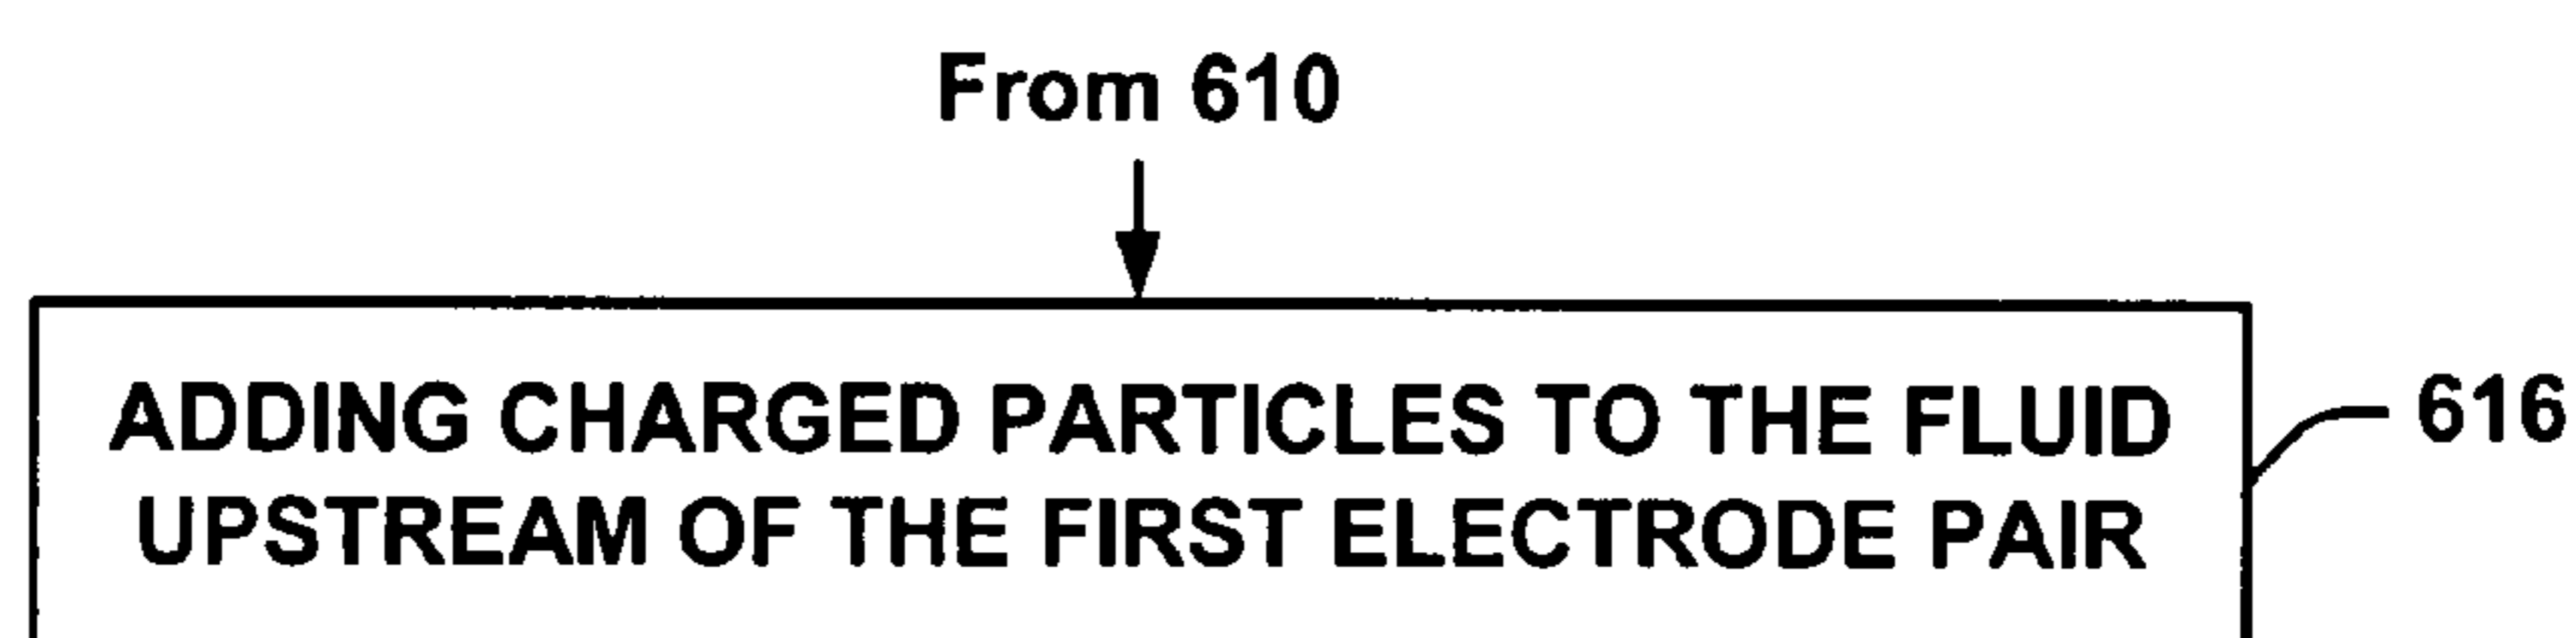 From 610
ADDING CHARGED PARTICLES TO THE FLUID
616
UPSTREAM OF THE FIRST ELECTRODE PAIR